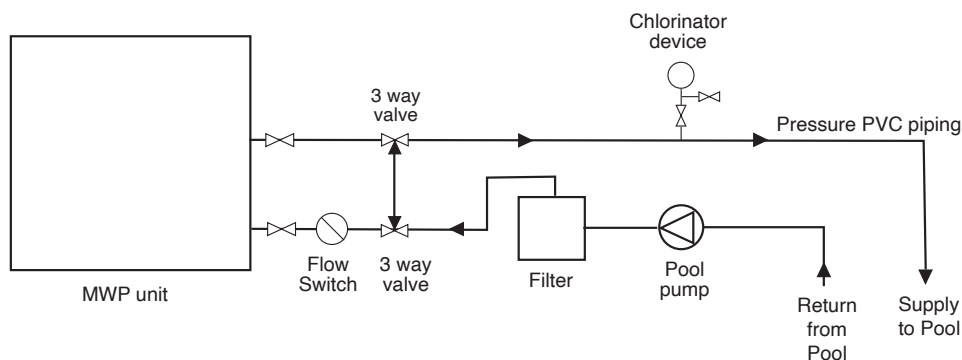 Chlorinator
device
3 way
valve
Pressure PVC piping
MWP unit
Flow
Switch
3 way
valve
Filter
Pool
pump
Return
from
Pool
Supply
to Pool